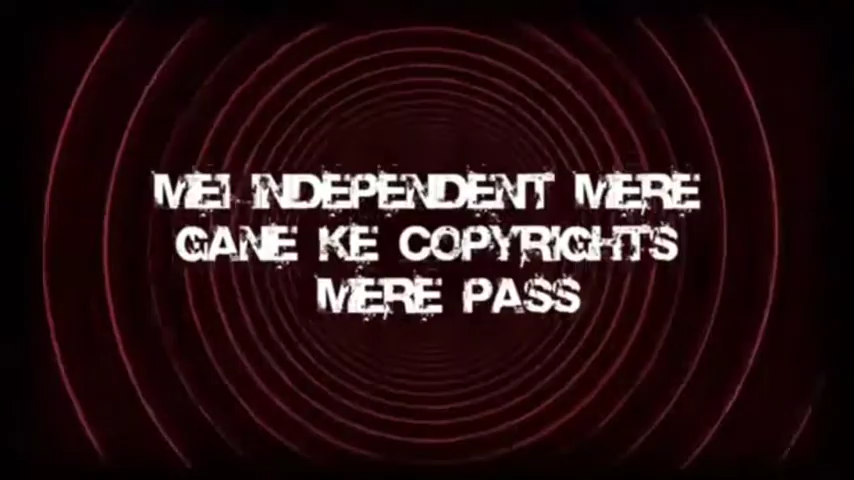 MEI INDEPENDENT MERE
GANE KE COPYRIGHTS
MERE PASS